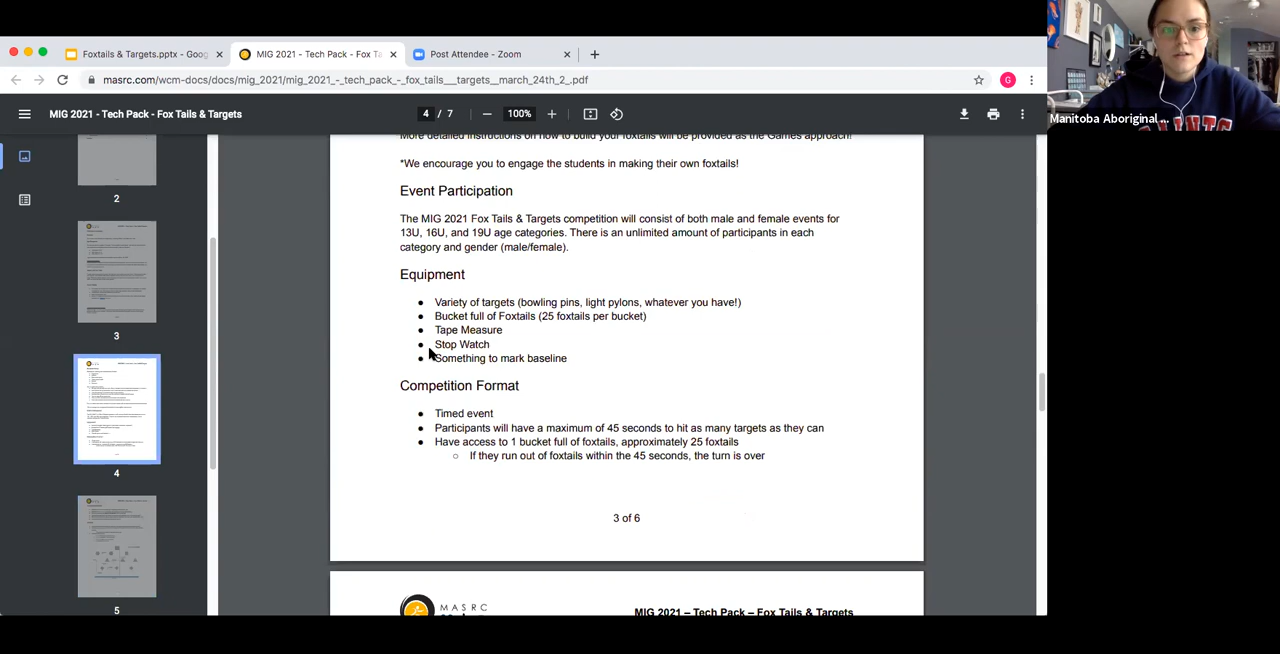 Foxtails & Targets.pptx - Goog
MIG 2021 - Tech Pack - Fox Ta
Post Attendee - Zoom
masrc.com/wcm-docs/docs/mig_2021/mig_2021_-_tech_pack_-_fox_tails__targets__march_24th_2_.pdf
G
Manitoba Aboriginal ...
MIG 2021 - Tech Pack - Fox Tails & Targets
4 / 7
100%
2
3
4
5
More detailed instructions on how to build your foxtails will be provided as the Games approach!
*We encourage you to engage the students in making their own foxtails!
Event Participation
The MIG 2021 Fox Tails & Targets competition will consist of both male and female events for
13U, 16U, and 19U age categories. There is an unlimited amount of participants in each
category and gender (male/female).
Equipment
● Variety of targets (bowling pins, light pylons, whatever you have!)
● Bucket full of Foxtails (25 foxtails per bucket)
● Tape Measure
● Stop Watch
● Something to mark baseline
Competition Format
● Timed event
● Participants will have a maximum of 45 seconds to hit as many targets as they can
● Have access to 1 bucket full of foxtails, approximately 25 foxtails
○ If they run out of foxtails within the 45 seconds, the turn is over
3 of 6
MASRC
MIG 2021 – Tech Pack – Fox Tails & Targets